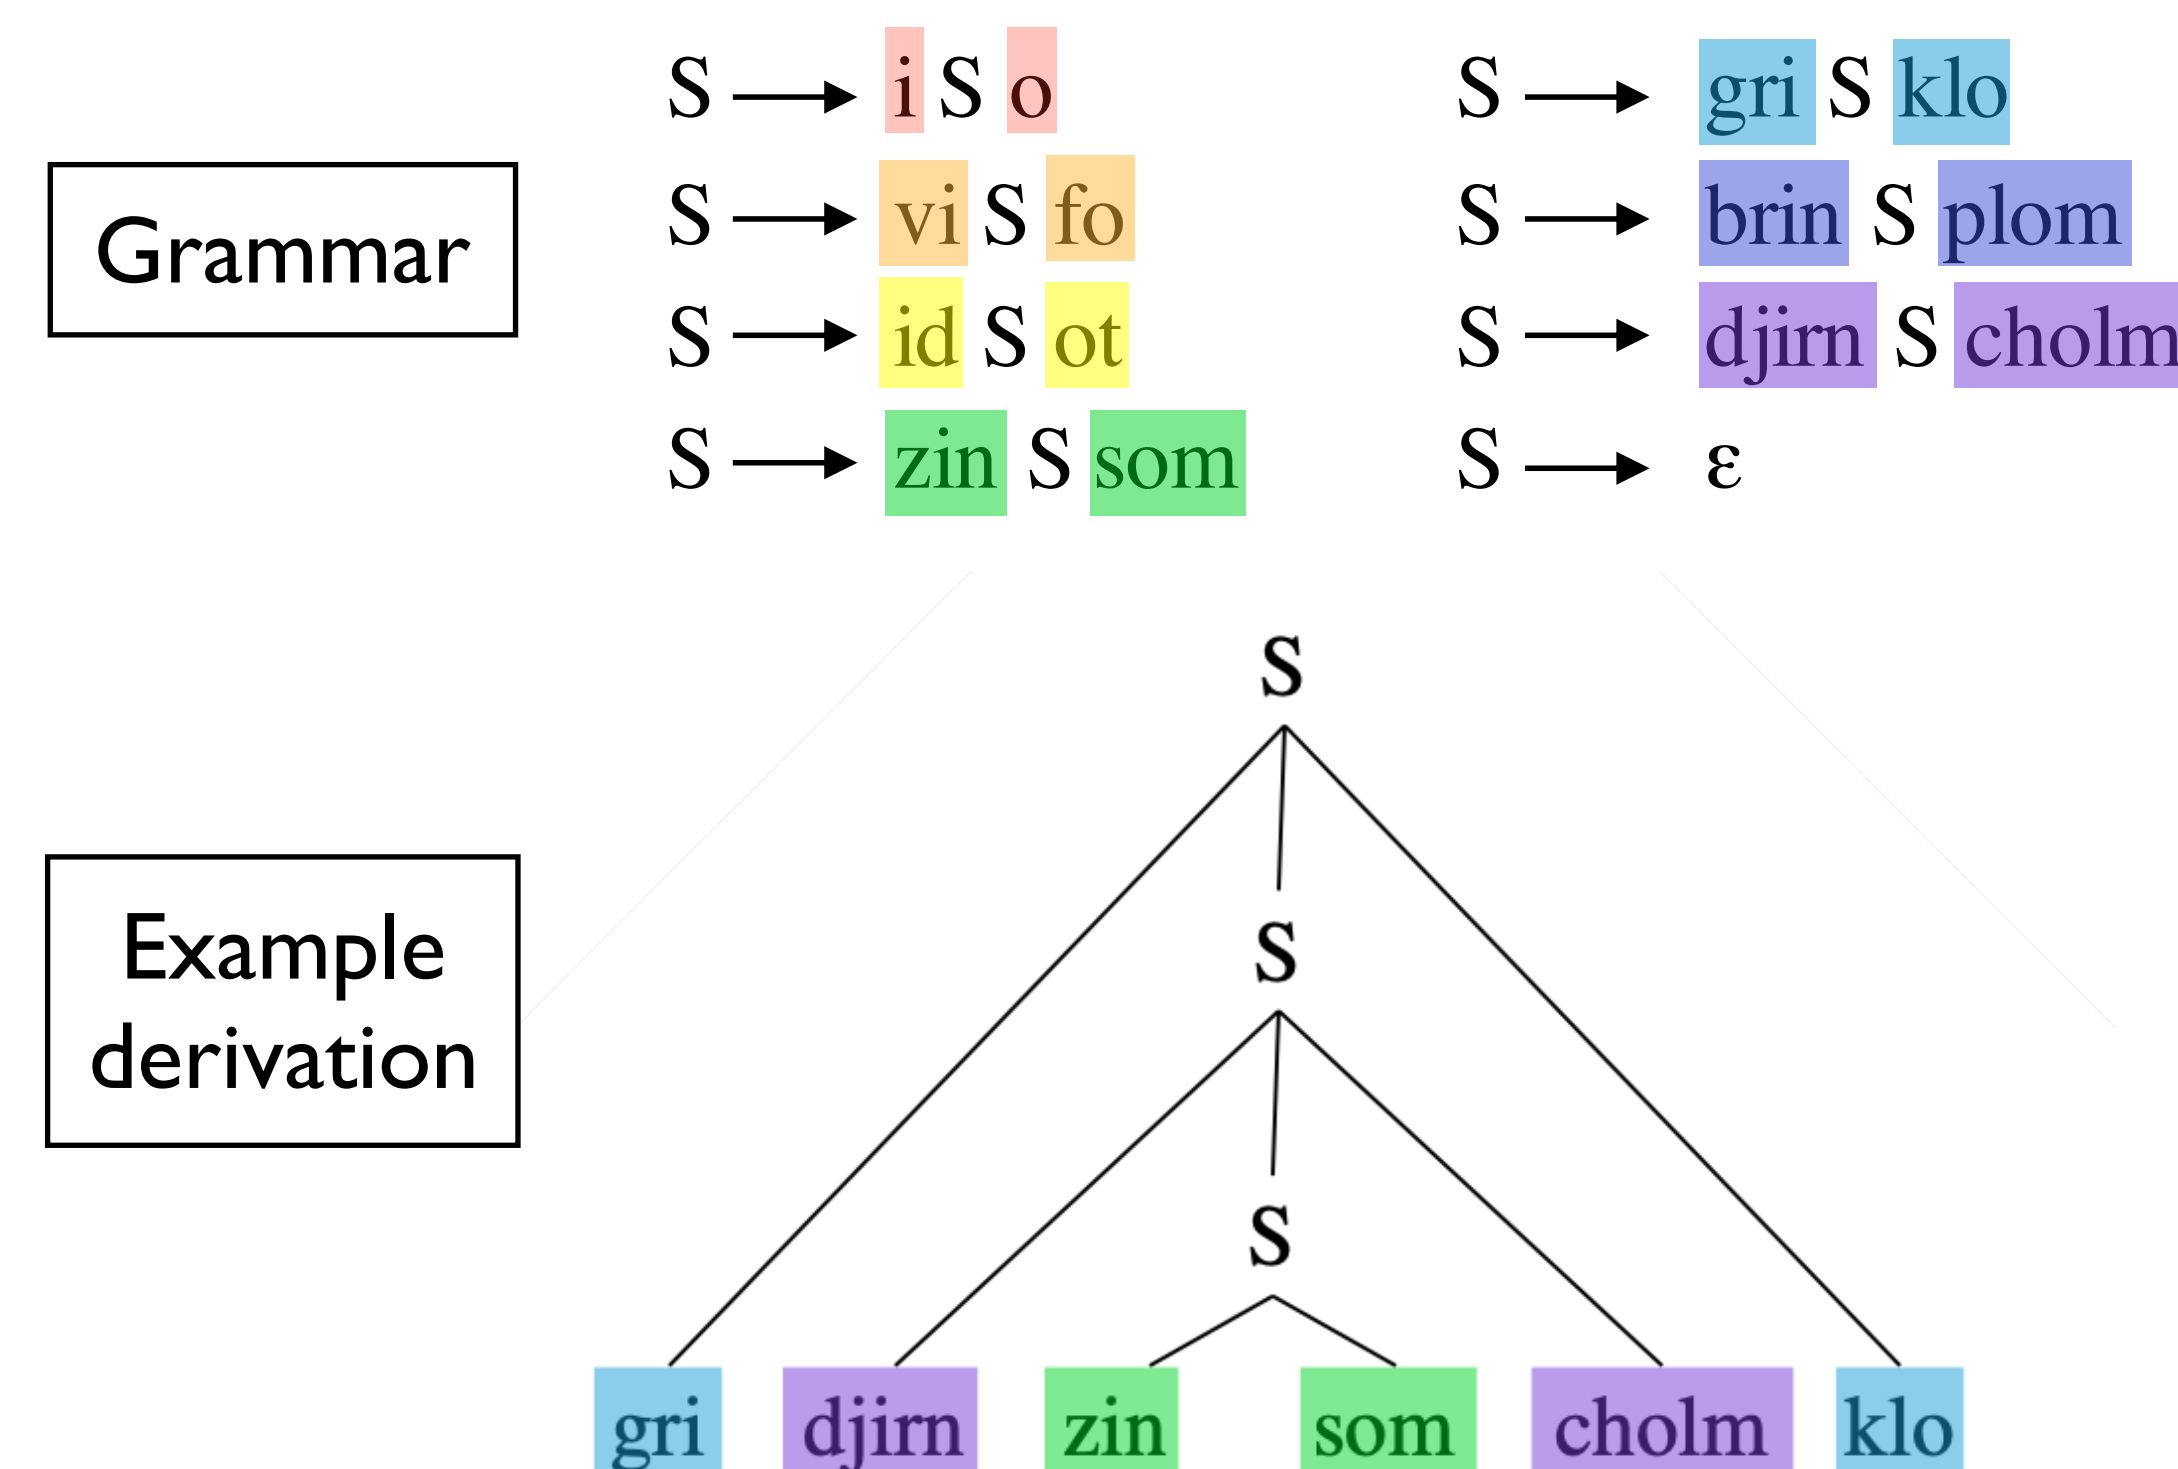 Grammar
S → i S o
S → vi S fo
S → id S ot
S → zin S som
S → gri S klo
S → brin S plom
S → djirn S cholm
S → ε
Example
derivation
S
S
S
gri djirn zin som cholm klo